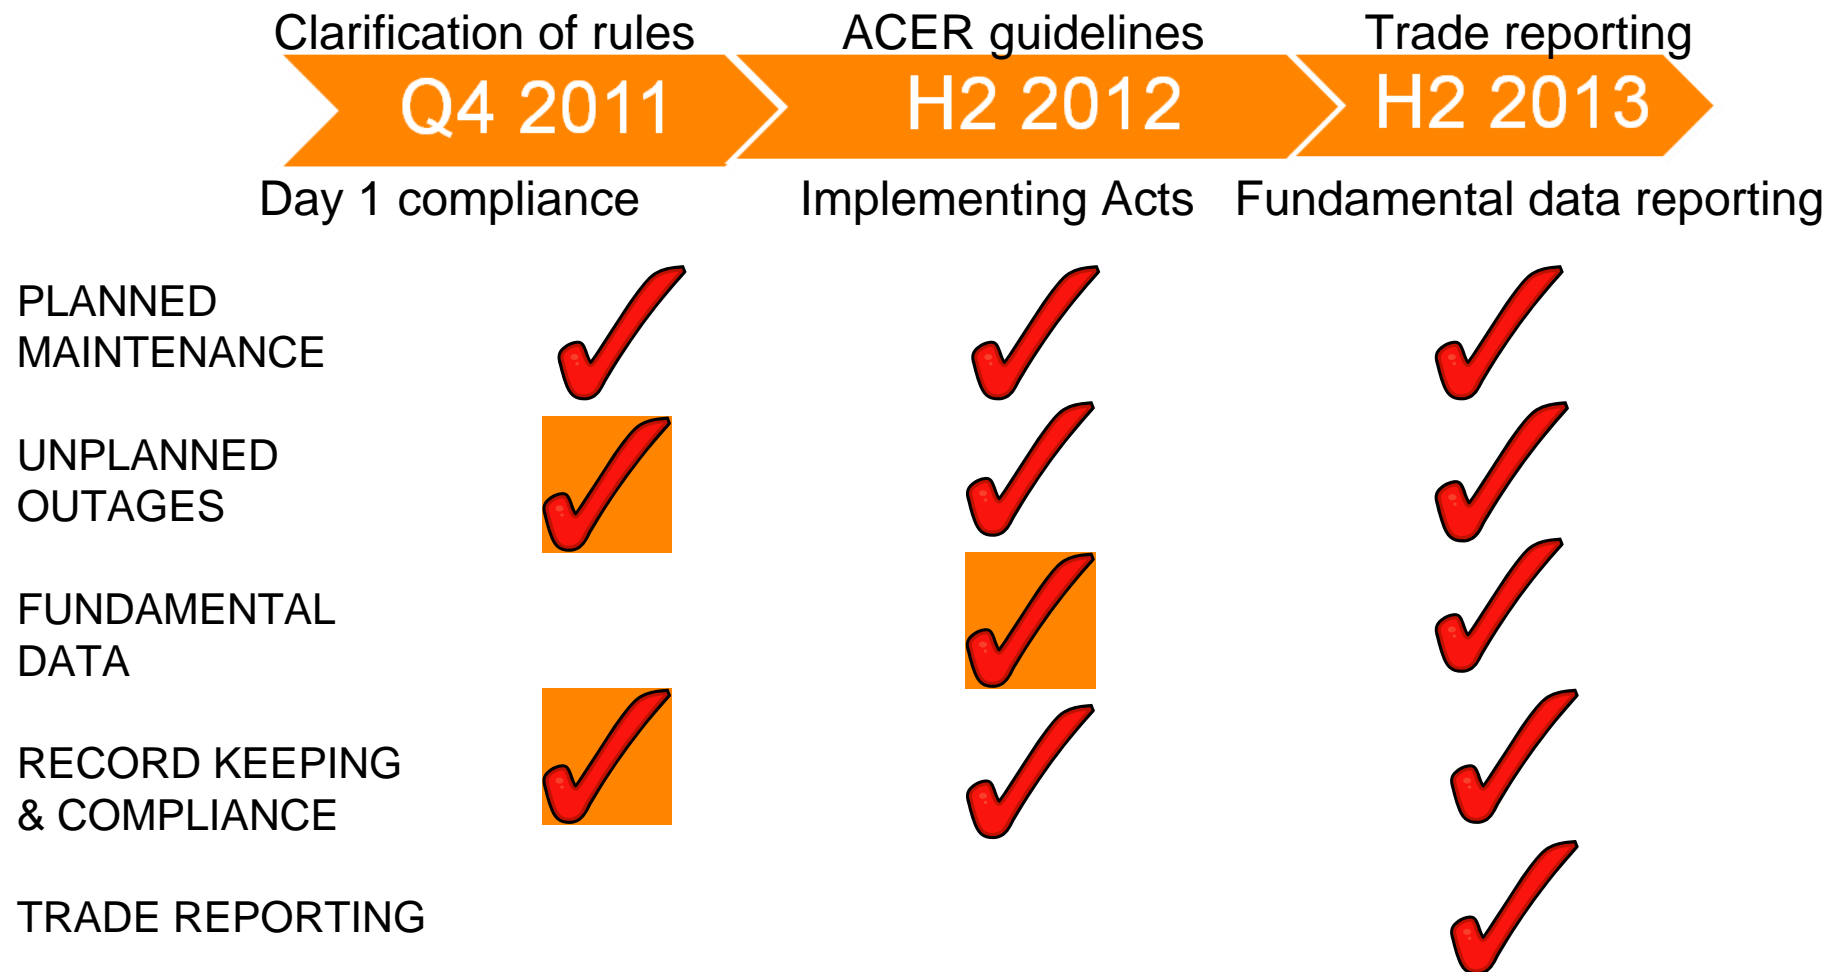 Clarification of rules
ACER guidelines
Trade reporting
Q4 2011
H2 2012
H2 2013
Day 1 compliance
Implementing Acts
Fundamental data reporting
PLANNED
MAINTENANCE
UNPLANNED
OUTAGES
FUNDAMENTAL
DATA
RECORD KEEPING
& COMPLIANCE
TRADE REPORTING